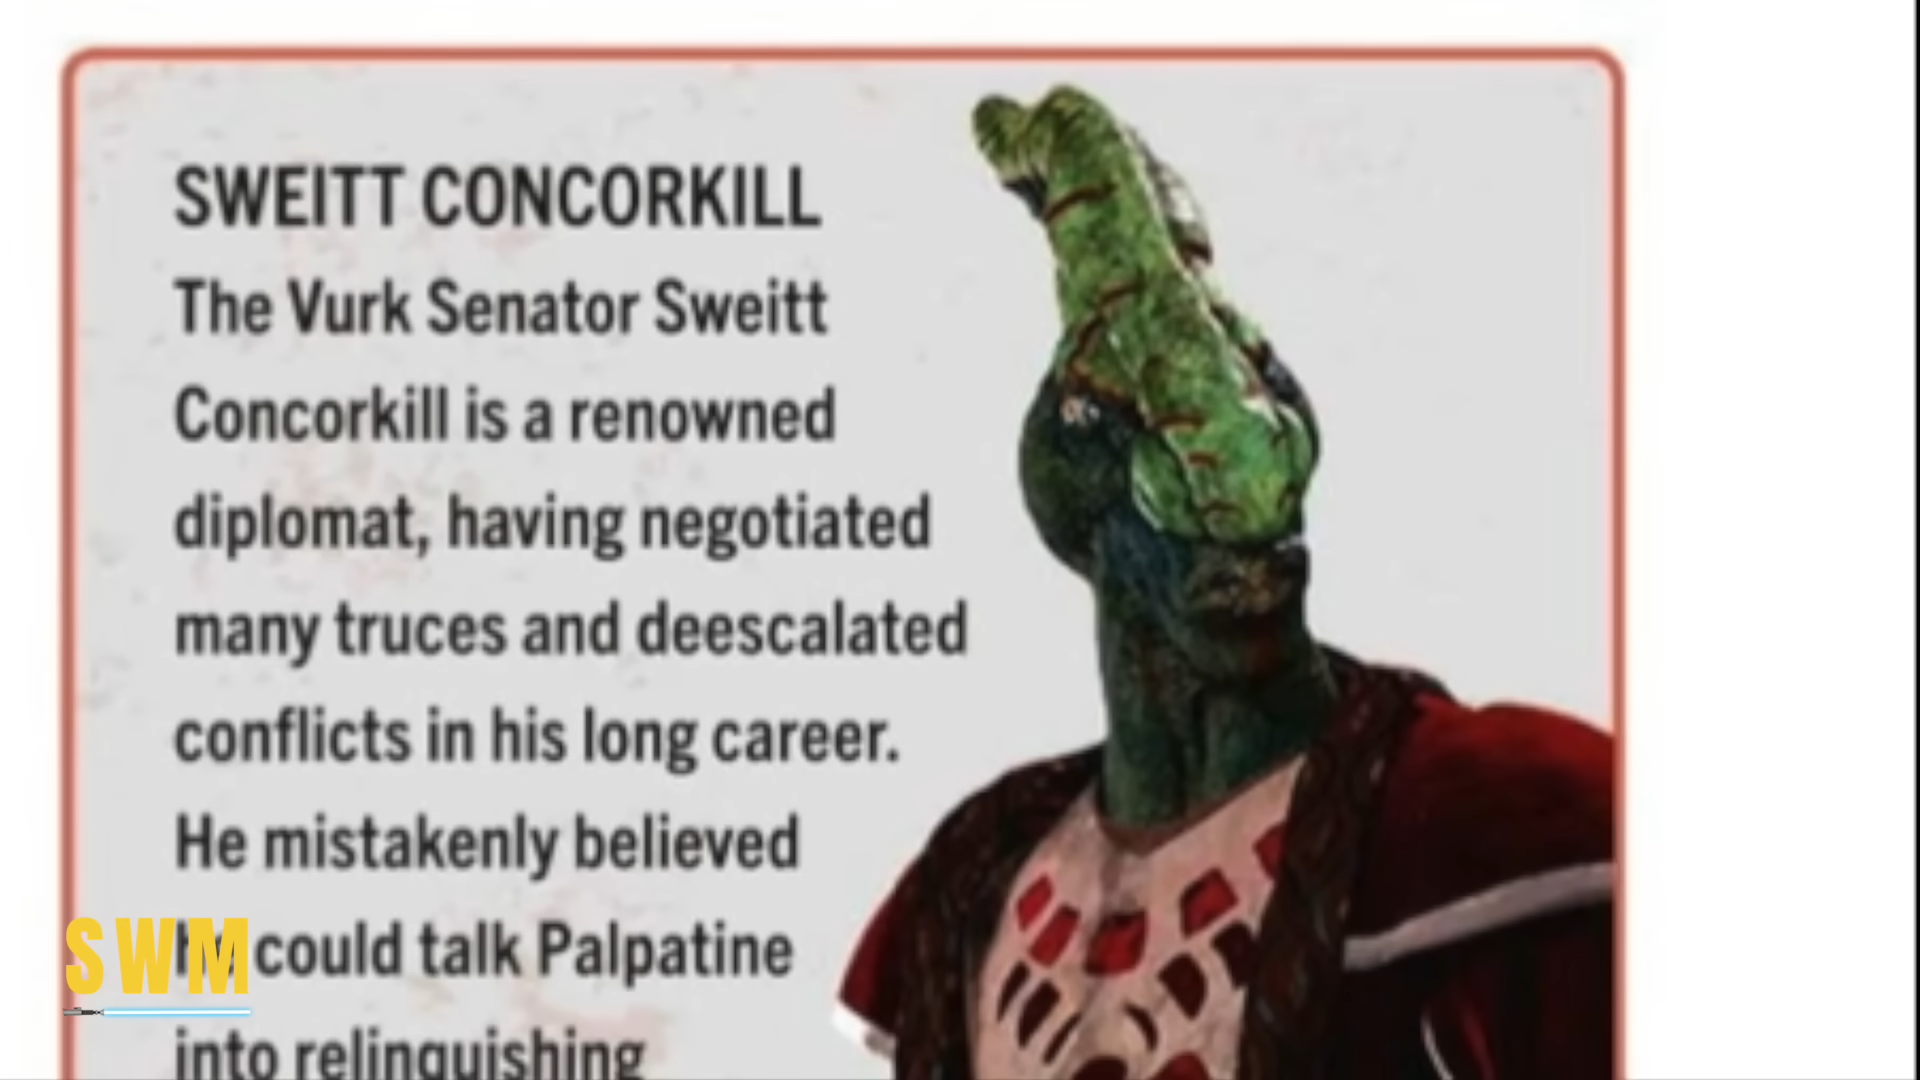 SWEITT CONCORKILL
The Vurk Senator Sweitt
Concorkill is a renowned
diplomat, having negotiated
many truces and deescalated
conflicts in his long career.
He mistakenly believed
he could talk Palpatine
into relinquishing
SWM